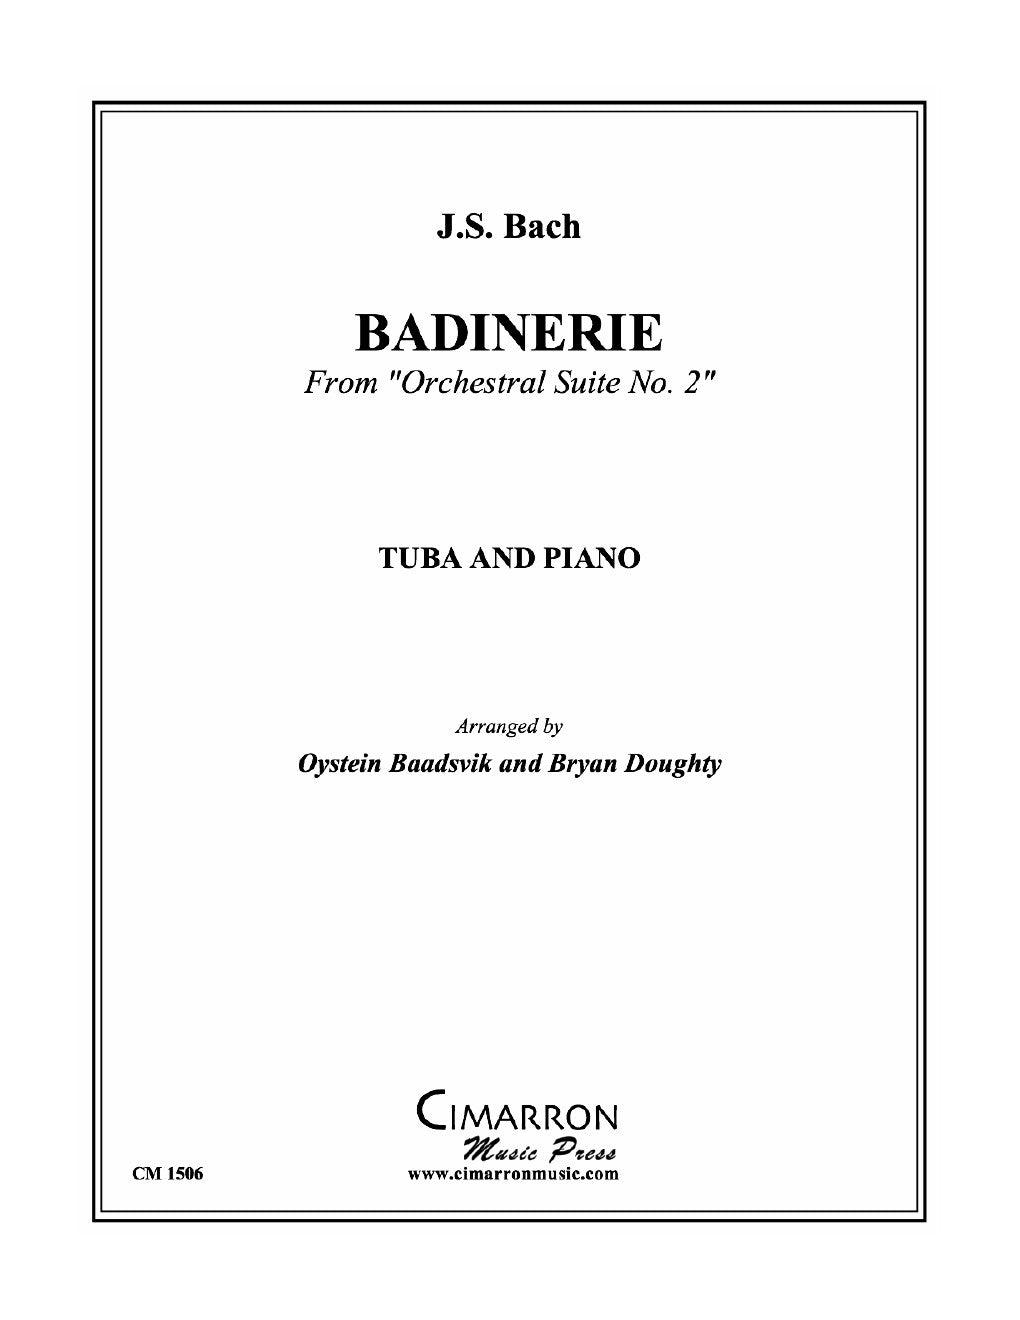 J.S. Bach
BADINERIE
From "Orchestral Suite No. 2"
TUBA AND PIANO
Arranged by
Oystein Baadsvik and Bryan Doughty
CIMARRON
Music Press
CM 1506
www.cimarronmusic.com